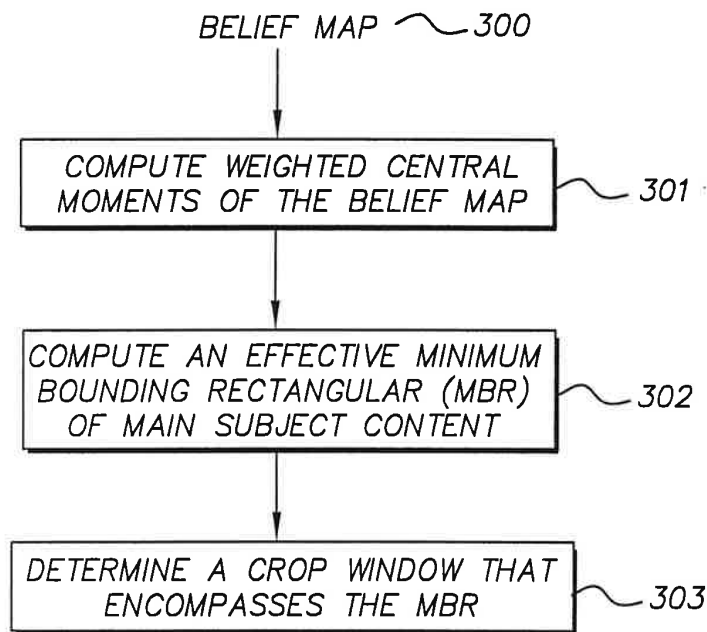 BELIEF MAP 300
COMPUTE WEIGHTED CENTRAL
MOMENTS OF THE BELIEF MAP
301
COMPUTE AN EFFECTIVE MINIMUM
BOUNDING RECTANGULAR (MBR)
OF MAIN SUBJECT CONTENT
302
DETERMINE A CROP WINDOW THAT
ENCOMPASSES THE MBR
303